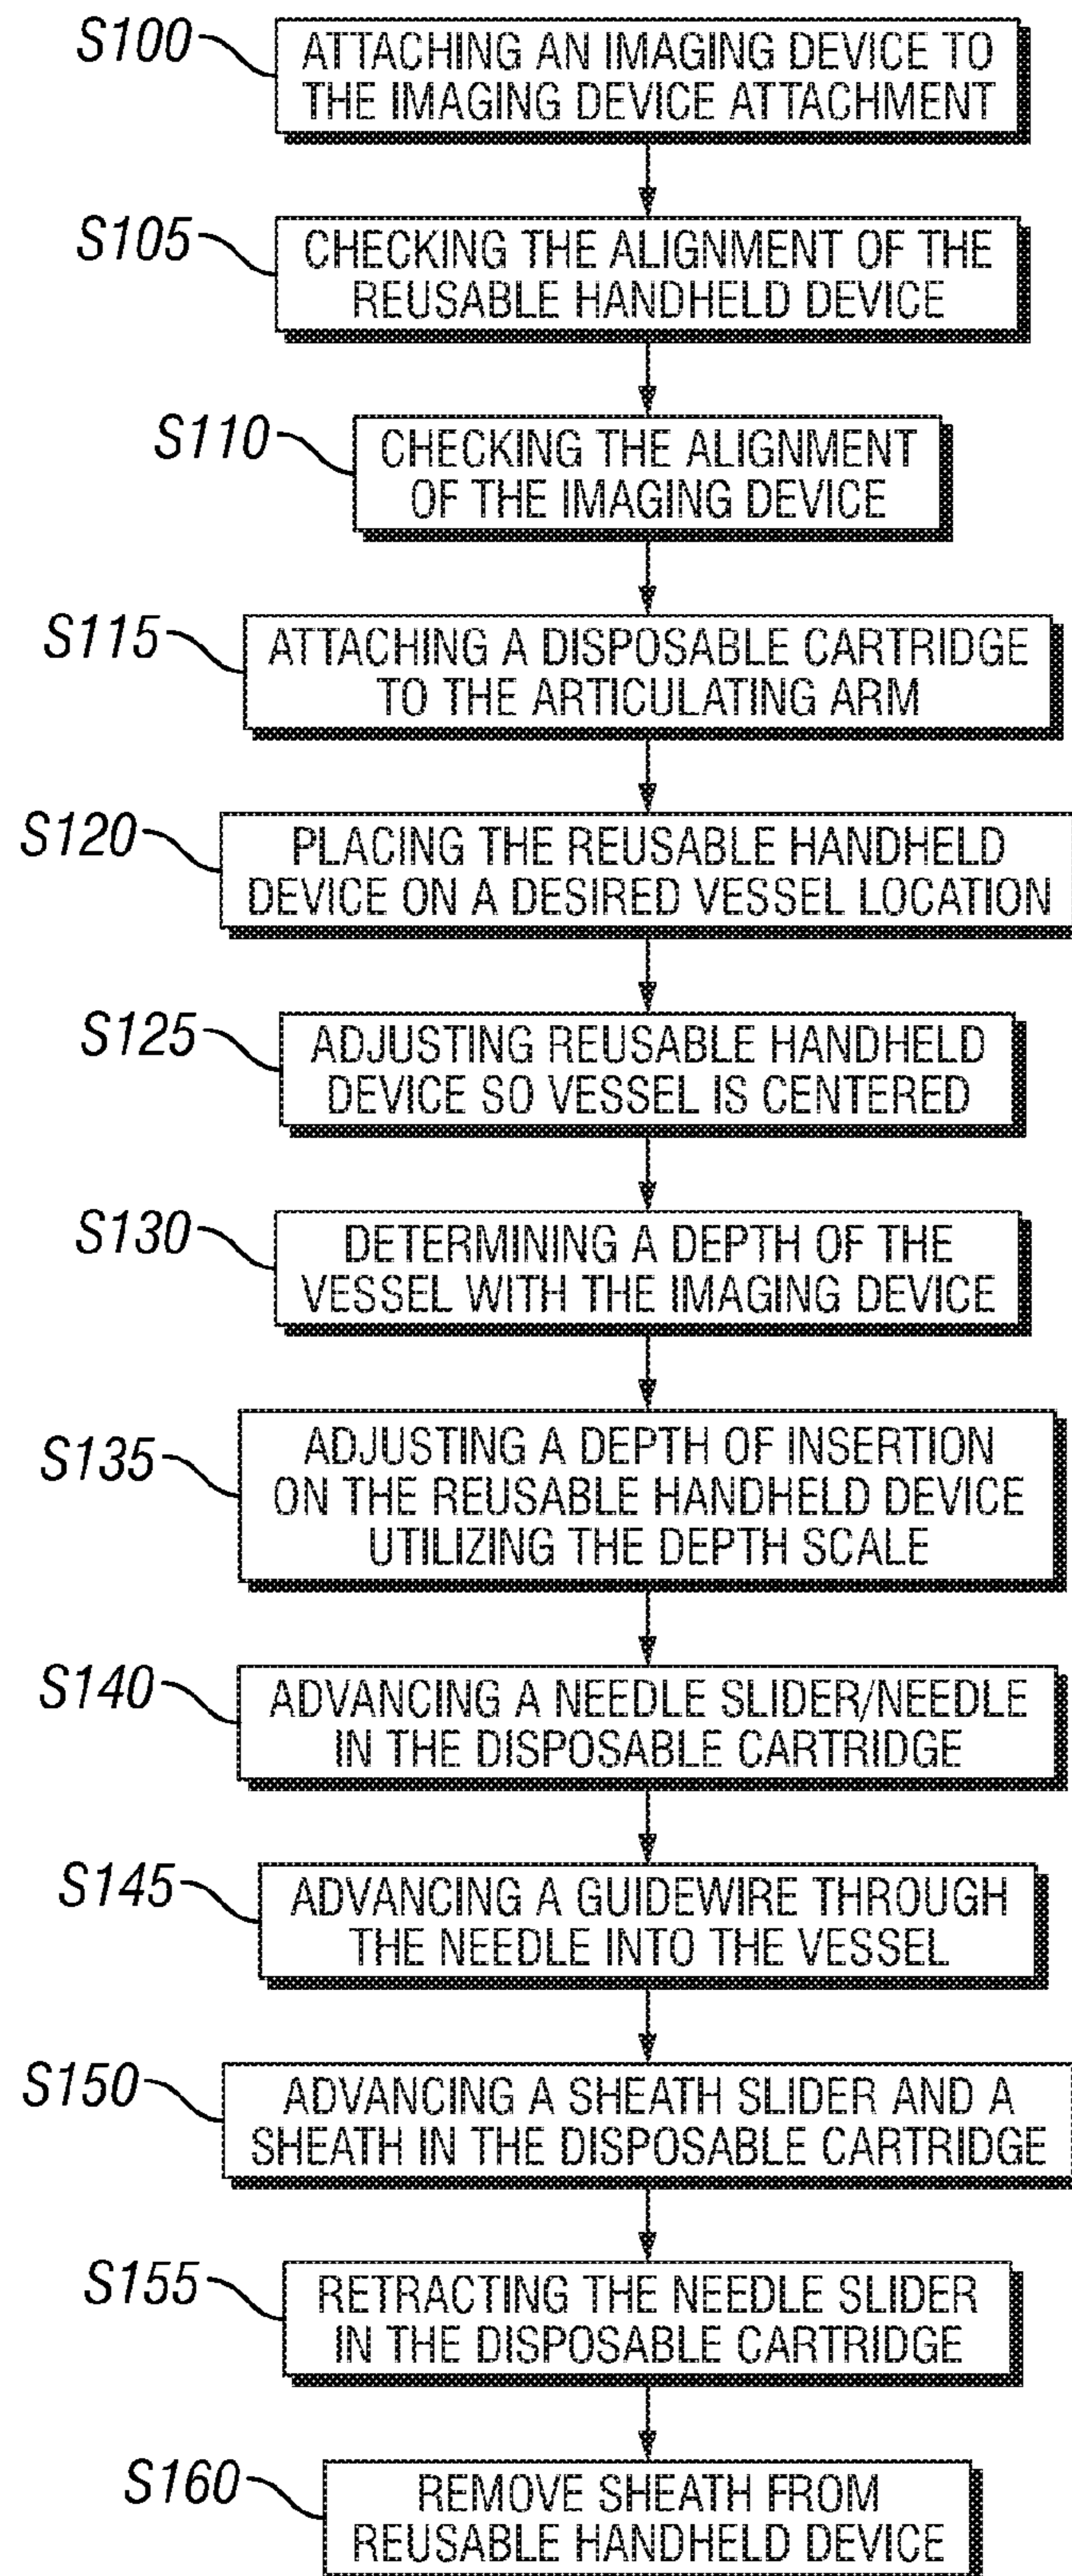 S100
ATTACHING AN IMAGING DEVICE TO
THE IMAGING DEVICE ATTACHMENT
S105
CHECKING THE ALIGNMENT OF THE
REUSABLE HANDHELD DEVICE
S110
CHECKING THE ALIGNMENT
OF THE IMAGING DEVICE
S115
ATTACHING A DISPOSABLE CARTRIDGE
TO THE ARTICULATING ARM
S120
PLACING THE REUSABLE HANDHELD
DEVICE ON A DESIRED VESSEL LOCATION
S125
ADJUSTING REUSABLE HANDHELD
DEVICE SO VESSEL IS CENTERED
S130
DETERMINING A DEPTH OF THE
VESSEL WITH THE IMAGING DEVICE
S135
ADJUSTING A DEPTH OF INSERTION
ON THE REUSABLE HANDHELD DEVICE
UTILIZING THE DEPTH SCALE
S140
ADVANCING A NEEDLE SLIDER/NEEDLE
IN THE DISPOSABLE CARTRIDGE
S145
ADVANCING A GUIDEWIRE THROUGH
THE NEEDLE INTO THE VESSEL
S150
ADVANCING A SHEATH SLIDER AND A
SHEATH IN THE DISPOSABLE CARTRIDGE
S155
RETRACTING THE NEEDLE SLIDER
IN THE DISPOSABLE CARTRIDGE
S160
REMOVE SHEATH FROM
REUSABLE HANDHELD DEVICE